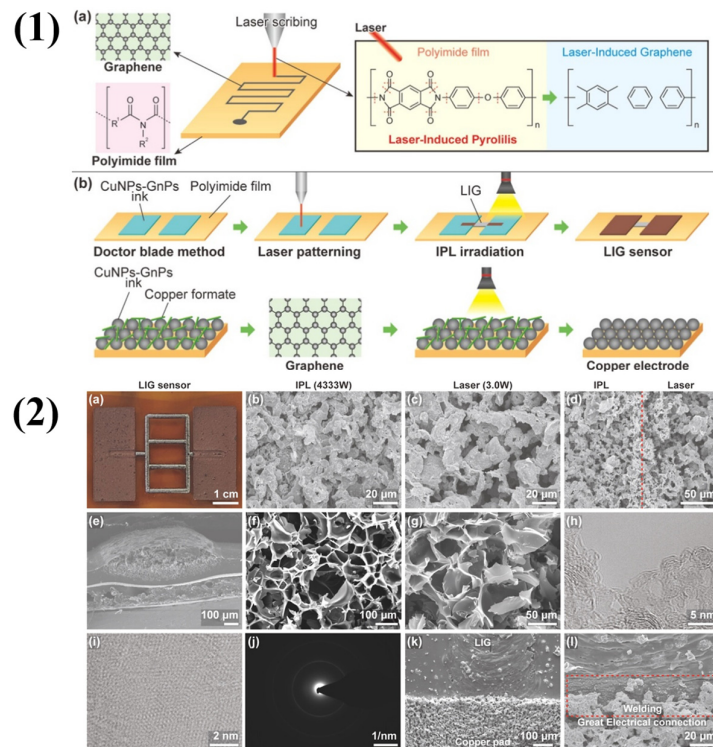 (1)
(a)
Laser scribing
Graphene
Polyimide film
Laser
Polyimide film
Laser-Induced Graphene
Laser-Induced Pyrolilis
R¹
N
R²
O
O
n
O
O
N
N
O
O
O
n
n
(b)
CuNPs-GnPs
ink
Polyimide film
LIG
Doctor blade method
Laser patterning
IPL irradiation
LIG sensor
CuNPs-GnPs
ink
Copper formate
Graphene
Copper electrode
(2)
LIG sensor
IPL (4333W)
Laser (3.0W)
IPL
Laser
(a)
1 cm
(b)
20 µm
(c)
20 µm
(d)
50 µm
(e)
100 µm
(f)
100 µm
(g)
50 µm
(h)
5 nm
(i)
2 nm
(j)
1/nm
(k)
LIG
Copper pad
100 µm
(l)
Welding
Great Electrical connection
20 µm